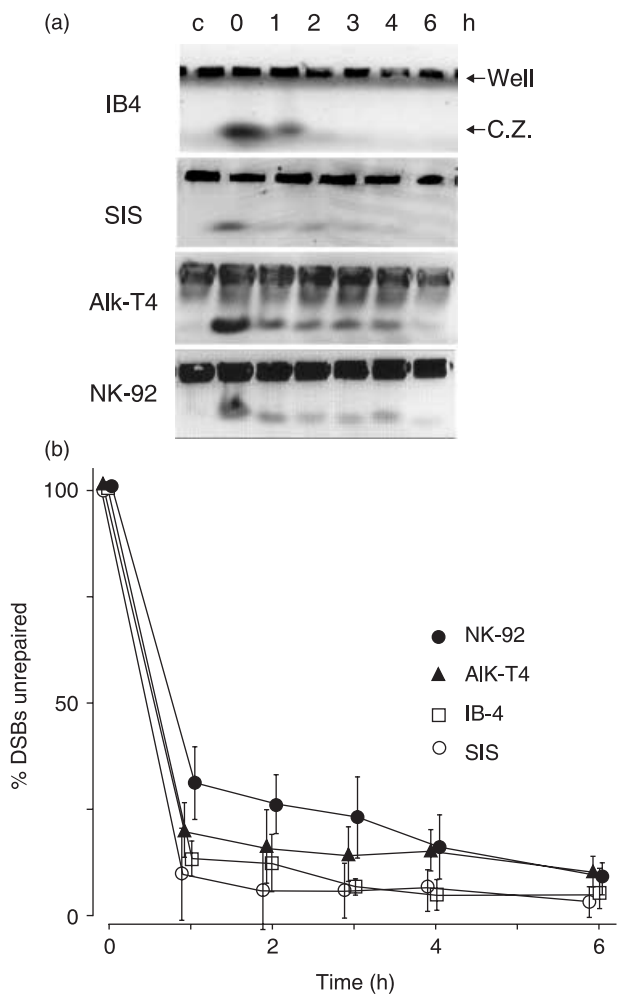 (a) c 0 1 2 3 4 6 h
IB4
←Well
←C.Z.
SIS
Alk-T4
NK-92
(b)
100
50
0
% DSBs unrepaired
NK-92
AlK-T4
IB-4
SIS
0 2 4 6
Time (h)